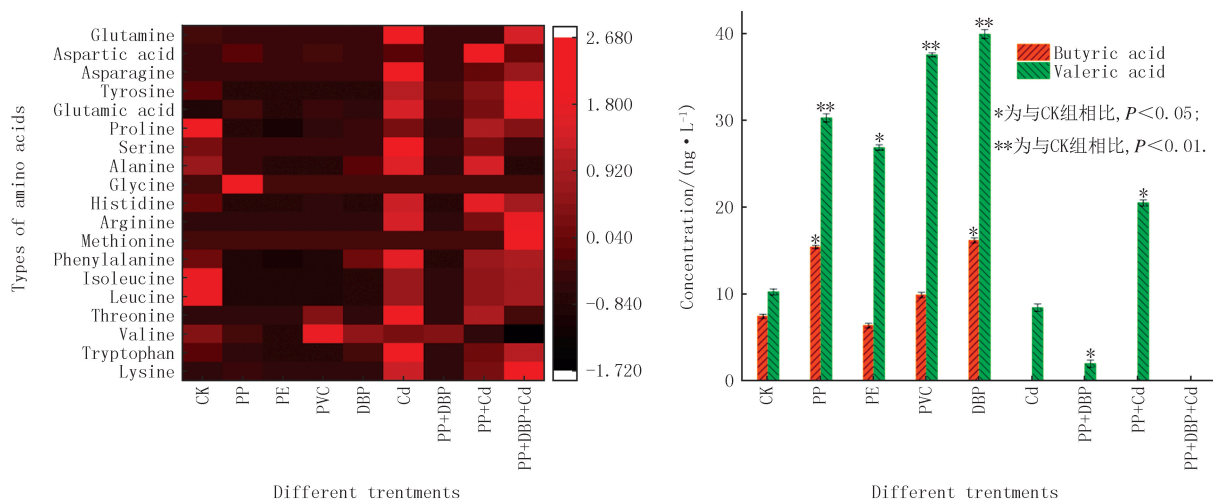 Types of amino acids
Glutamine
Aspartic acid
Asparagine
Tyrosine
Glutamic acid
Proline
Serine
Alanine
Glycine
Histidine
Arginine
Methionine
Phenylalanine
Isoleucine
Leucine
Threonine
Valine
Tryptophan
Lysine
CK
PP
PE
PVC
DBP
Cd
PP+DBP
PP+Cd
PP+DBP+Cd
Different trentments
2.680
1.800
0.920
0.040
-0.840
-1.720
Concentration/(ng·L⁻¹)
40
30
20
10
0
**
*
*
**
**
*
*
*
Butyric acid
Valeric acid
*为与CK组相比, P<0.05;
**为与CK组相比, P<0.01.
CK
PP
PE
PVC
DBP
Cd
PP+DBP
PP+Cd
PP+DBP+Cd
Different trentments